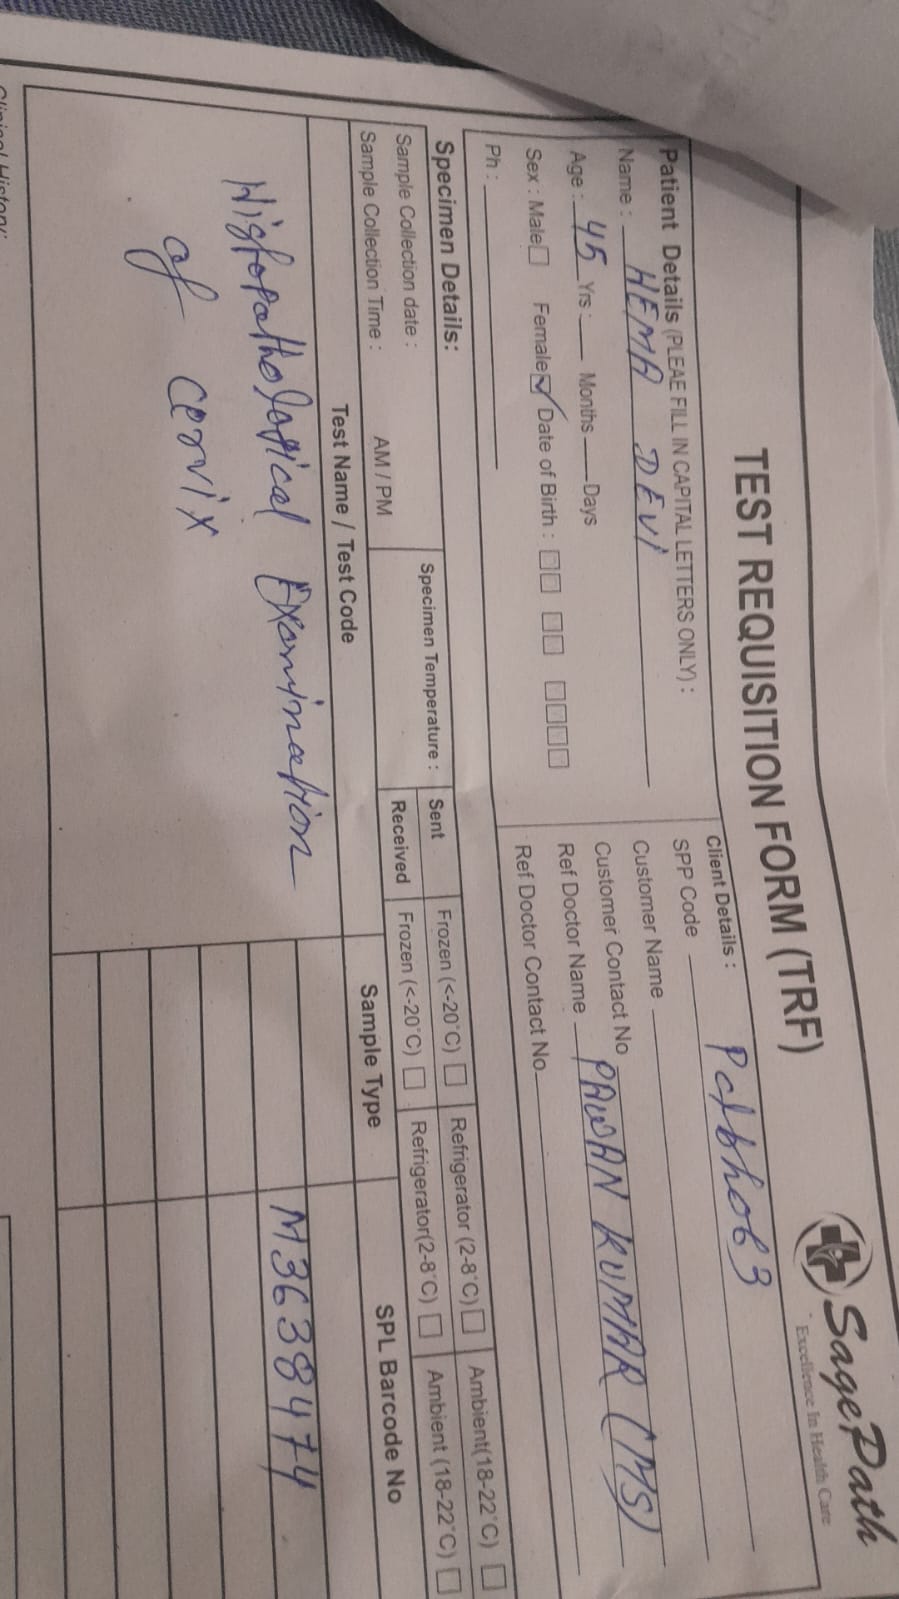 TEST REQUISITION FORM (TRF)
SagePath
Excellence In Health Care
Patient Details (PLEAE FILL IN CAPITAL LETTERS ONLY) :
Name : HEMA DEVI
Age : 45 Yrs : Months Days
Sex : Male Female Date of Birth :
Ph :
Client Details :
SPP Code
Customer Name
Customer Contact No
Ref Doctor Name PAWAN KUMAR (MS)
Ref Doctor Contact No.
Specimen Details:
Sample Collection date :
Sample Collection Time : AM / PM
Specimen Temperature :
Sent Frozen (<-20°C) Refrigerator (2-8°C) Ambient(18-22°C)
Received Frozen (<-20°C) Refrigerator(2-8°C) Ambient (18-22°C)
Test Name / Test Code Sample Type SPL Barcode No
Histopathological Examination M3638474
of cervix
Clinical History: